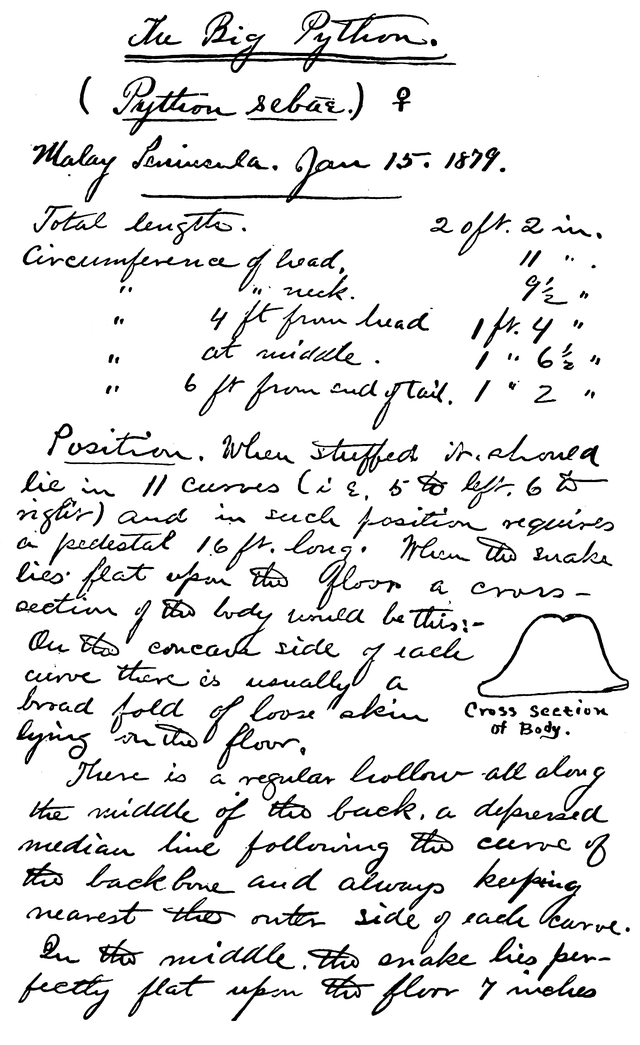 The Big Python.
(Python sebae.) ♀
Malay Peninsula. Jan 15. 1879.
Total length. 20 ft. 2 in.
Circumference of head, 11 " .
" " neck. 9½ "
" 4 ft from head 1 ft. 4 "
" at middle. 1 " 6½ "
" 6 ft from end of tail. 1 " 2 "
Position. When stuffed it should
lie in 11 curves (i.e. 5 to left. 6 to
right) and in such position requires
a pedestal 16 ft. long. When the snake
lies flat upon the floor a cross-
section of the body would be this:-
On the concave side of each
curve there is usually a
broad fold of loose skin
lying on the floor.
Cross Section
of Body.
There is a regular hollow all along
the middle of the back, a depressed
median line following the curve of
the backbone and always keeping
nearest the outer side of each curve.
In the middle, the snake lies per-
fectly flat upon the floor 7 inches